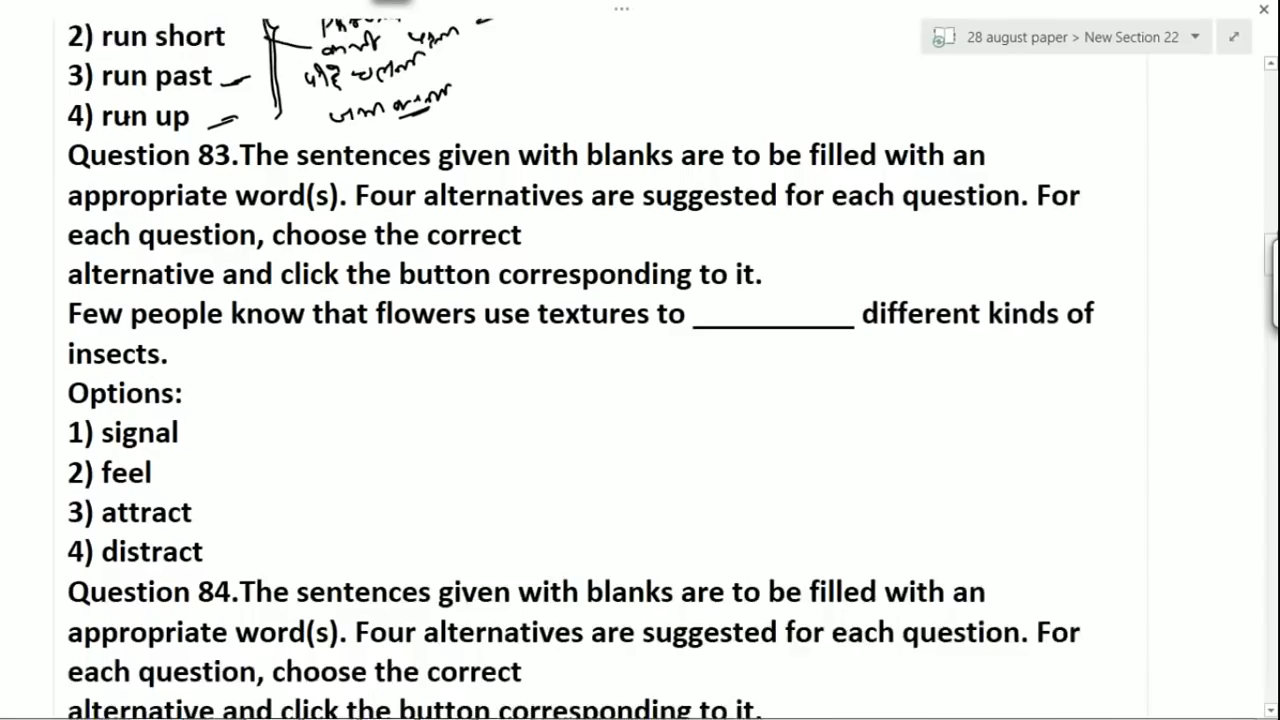 28 august paper > New Section 22
2) run short
3) run past
4) run up
Question 83.The sentences given with blanks are to be filled with an
appropriate word(s). Four alternatives are suggested for each question. For
each question, choose the correct
alternative and click the button corresponding to it.
Few people know that flowers use textures to __________ different kinds of
insects.
Options:
1) signal
2) feel
3) attract
4) distract
Question 84.The sentences given with blanks are to be filled with an
appropriate word(s). Four alternatives are suggested for each question. For
each question, choose the correct
alternative and click the button corresponding to it.